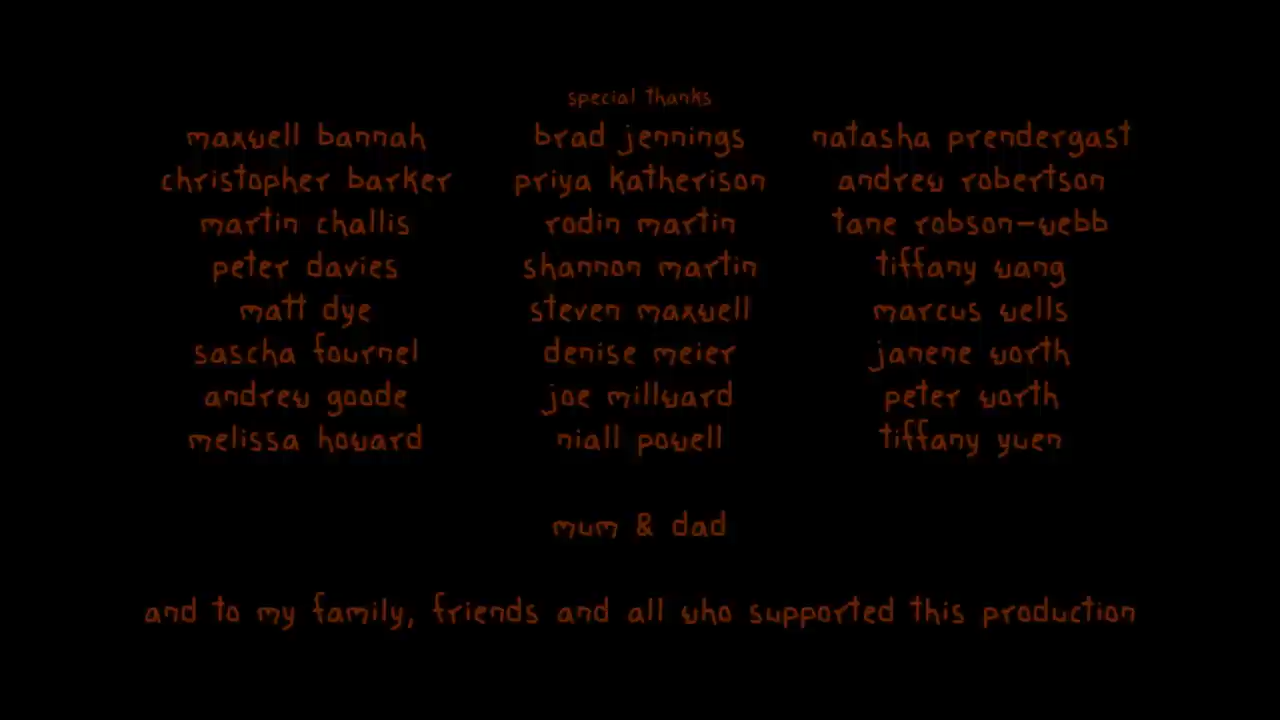 special thanks
maxwell bannah brad jennings natasha prendergast
christopher barker priya katherison andrew robertson
martin challis rodin martin tane robson-webb
peter davies shannon martin tiffany wang
matt dye steven maxwell marcus wells
sascha fournel denise meier janene worth
andrew goode joe millward peter worth
melissa howard niall powell tiffany yuen
mum & dad
and to my family, friends and all who supported this production